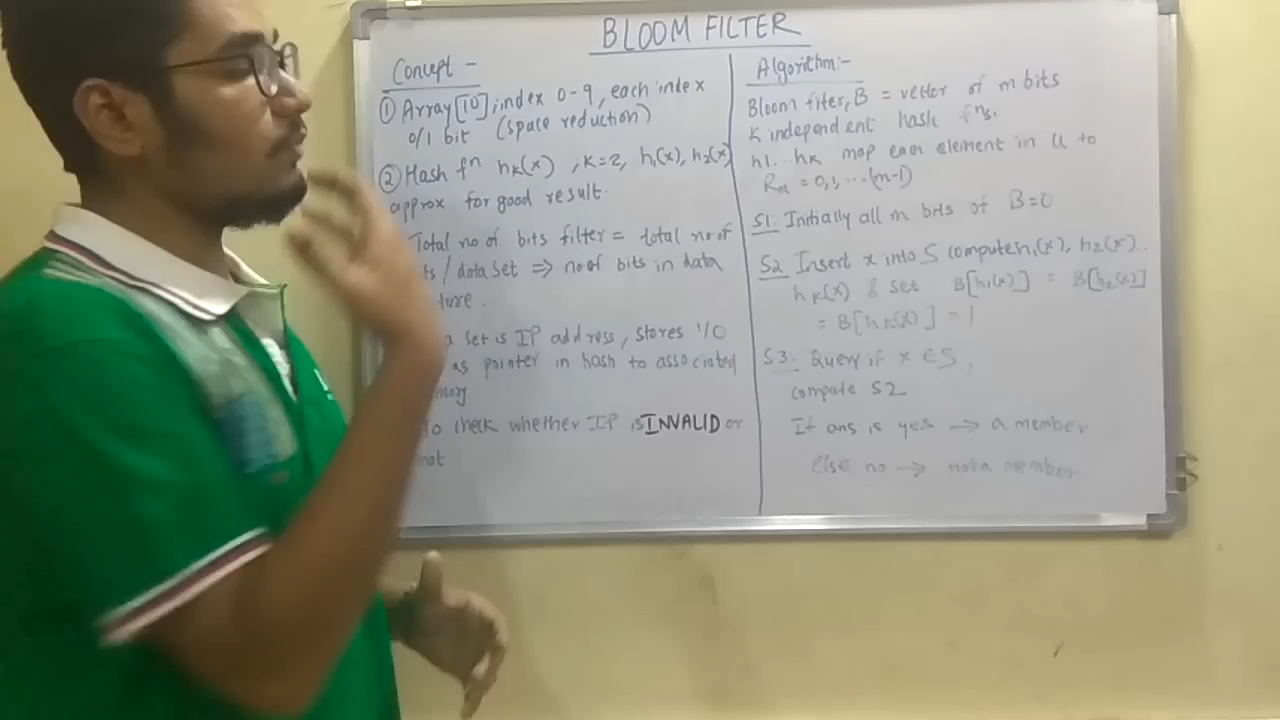 BLOOM FILTER
Concept -
① Array[10], index 0-9, each index
0/1 bit (space reduction)
② Hash fⁿ hₖ(x) , K=2, h₁(x), h₂(x)
approx for good result.
Total no of bits filter = total no of
/ data set ⇒ no of bits in data
set is IP address, stores 1/0
as pointer in hash to associated
To check whether IP is INVALID or
not
Algorithm:-
Bloom filter, B = vector of m bits
K independent hash fⁿs.
h1...hₖ map each element in U to
Rₘ = 0,1,...(m-1)
S1: Initially all m bits of B=0
S2 Insert x into S compute h₁(x), h₂(x)..
hₖ(x) & set B[h₁(x)] = B[h₂(x)]
= B[hₖ(x)] = 1
S3. Query if x ∈ S,
compute S2
If ans is yes → a member
Else no → not a member